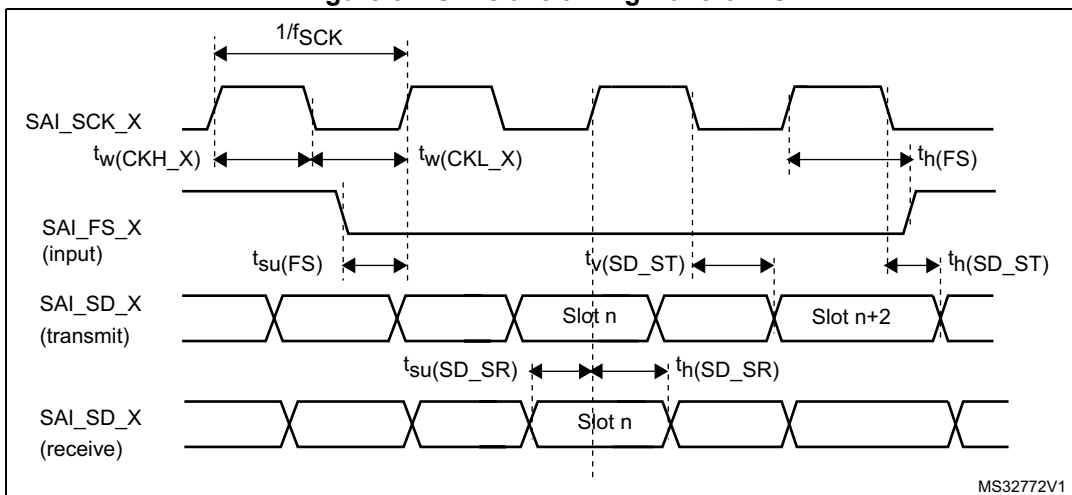 1/fSCK
SAI_SCK_X
tw(CKH_X)
tw(CKL_X)
th(FS)
SAI_FS_X
(input)
tsu(FS)
tv(SD_ST)
th(SD_ST)
SAI_SD_X
(transmit)
Slot n
Slot n+2
tsu(SD_SR)
th(SD_SR)
SAI_SD_X
(receive)
Slot n
MS32772V1